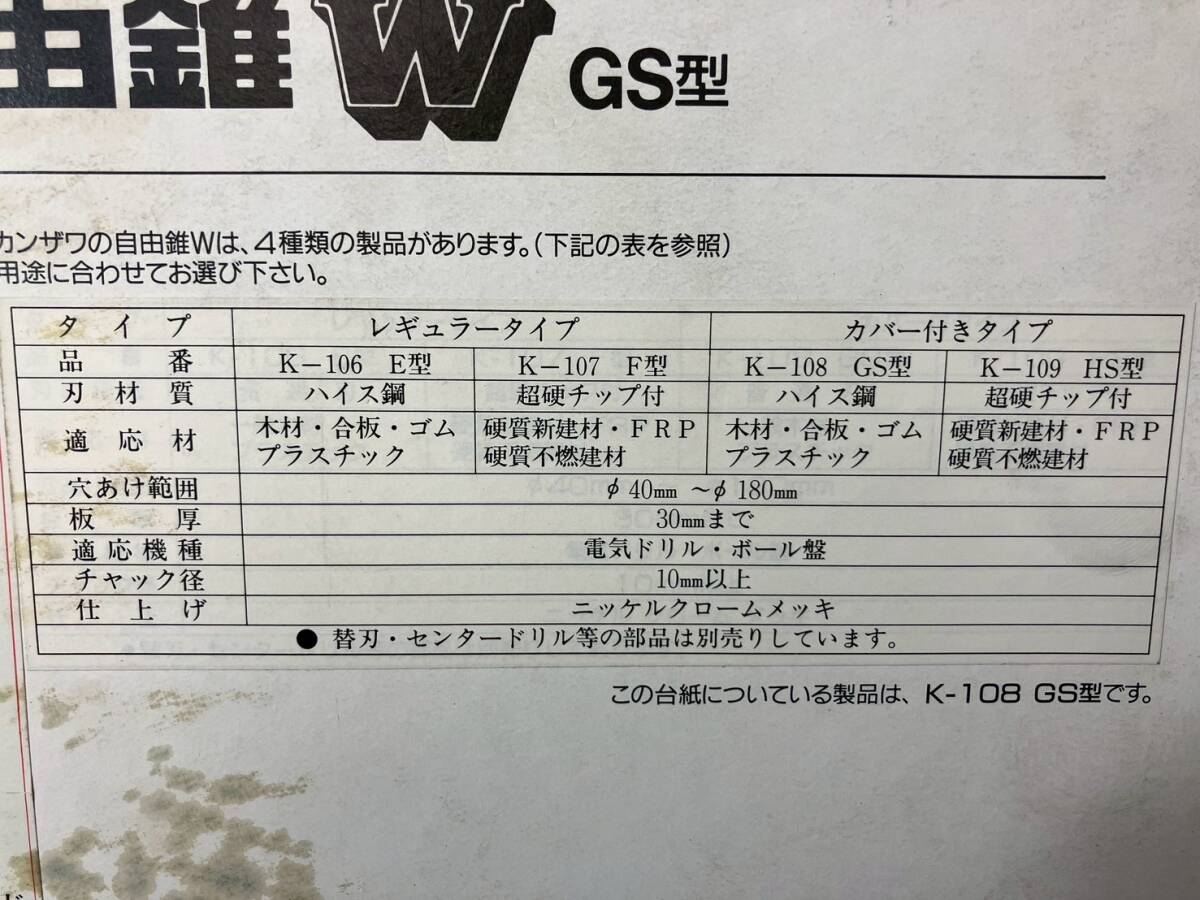 由錐W GS型
カンザワの自由錐Wは、4種類の製品があります。(下記の表を参照)
用途に合わせてお選び下さい。
タイプ レギュラータイプ カバー付きタイプ
品番 K－106 E型 K－107 F型 K－108 GS型 K－109 HS型
刃材質 ハイス鋼 超硬チップ付 ハイス鋼 超硬チップ付
適応材 木材・合板・ゴム プラスチック 硬質新建材・FRP 硬質不燃建材 木材・合板・ゴム プラスチック 硬質新建材・FRP 硬質不燃建材
穴あけ範囲 φ40mm ～φ180mm
板厚 30mmまで
適応機種 電気ドリル・ボール盤
チャック径 10mm以上
仕上げ ニッケルクロームメッキ
● 替刃・センタードリル等の部品は別売りしています。
この台紙についている製品は、K-108 GS型です。